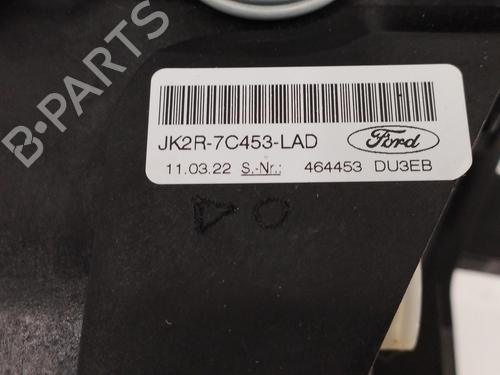 B-PARTS
JK2R-7C453-LAD
Ford
11.03.22 S.-Nr.: 464453 DU3EB